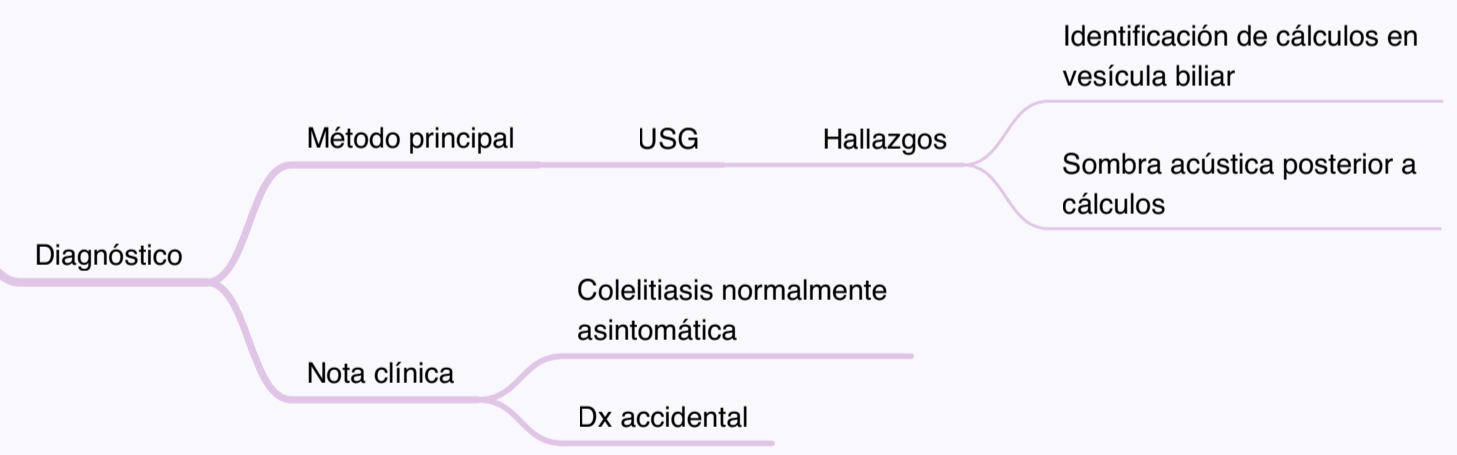 Diagnóstico
Método principal
USG
Hallazgos
Identificación de cálculos en
vesícula biliar
Sombra acústica posterior a
cálculos
Nota clínica
Colelitiasis normalmente
asintomática
Dx accidental